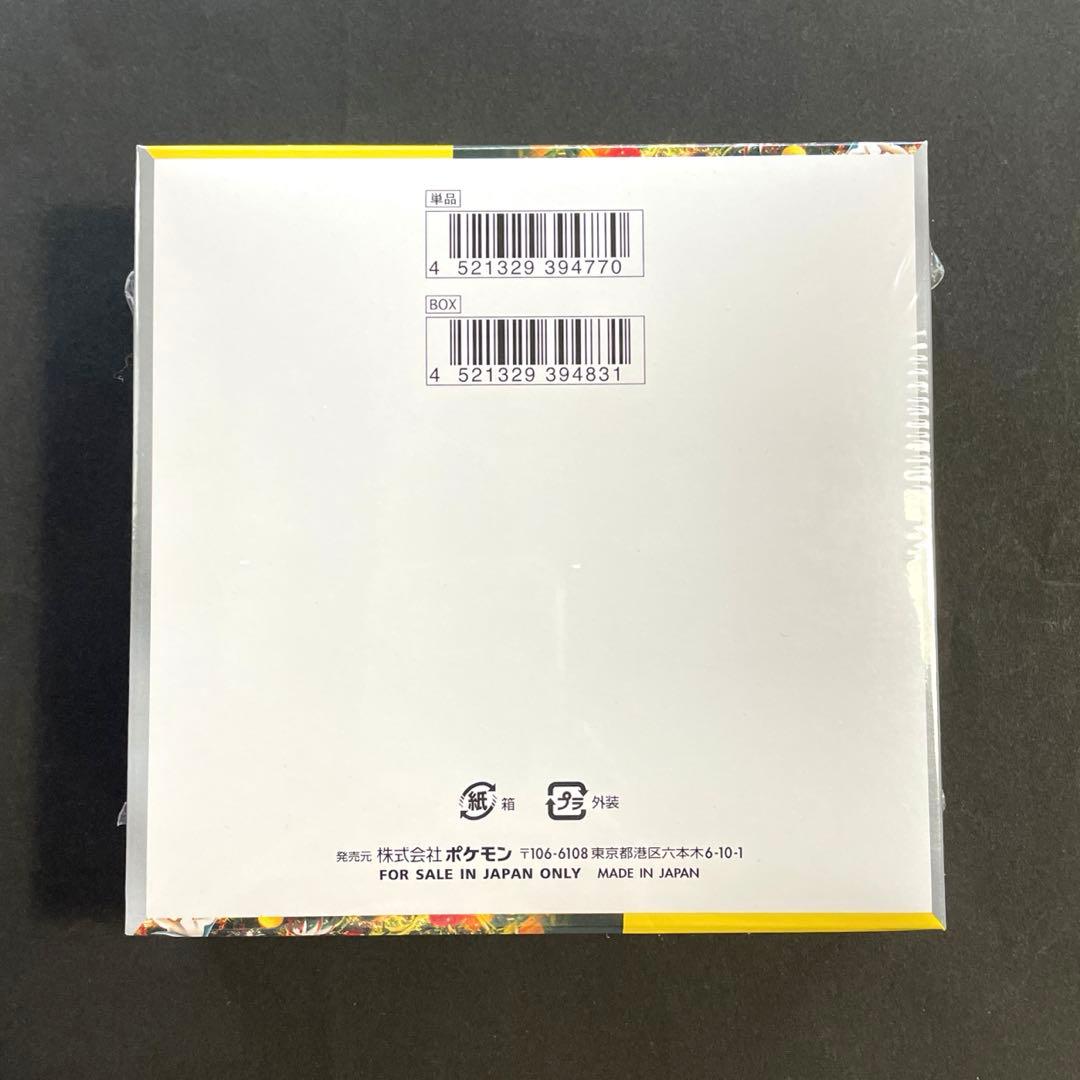 単品
4 521329 394770
BOX
4 521329 394831
紙 箱 プラ 外装
発売元 株式会社 ポケモン 〒106-6108 東京都港区六本木6-10-1
FOR SALE IN JAPAN ONLY MADE IN JAPAN